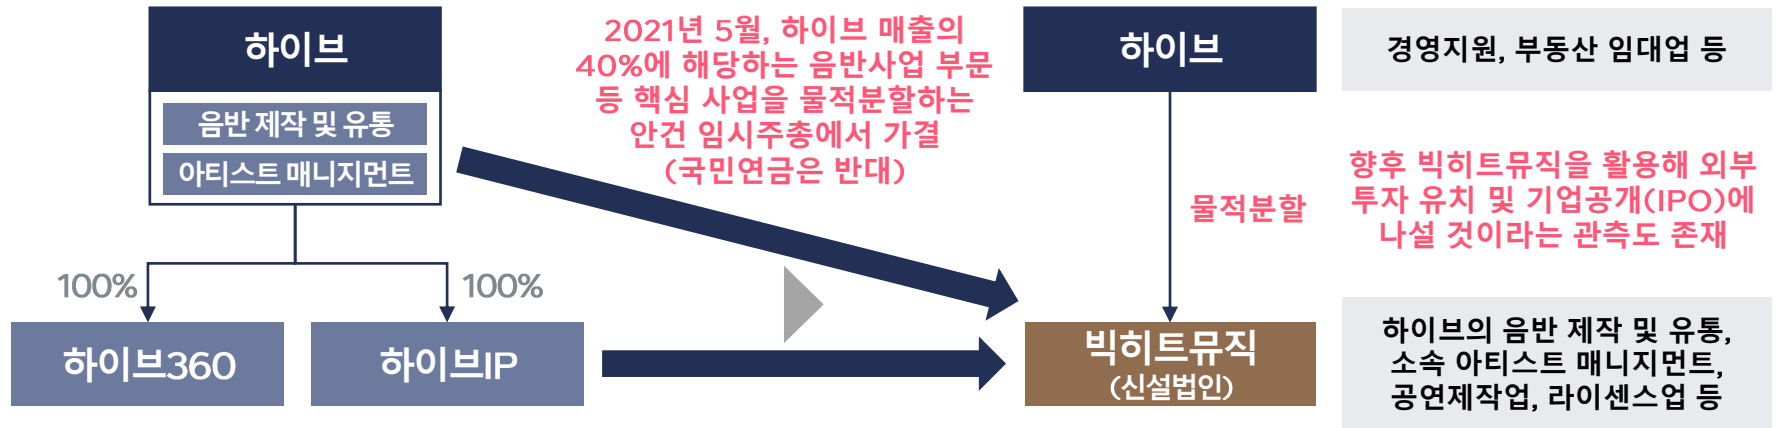 하이브
음반 제작 및 유통
아티스트 매니지먼트
100%
100%
하이브360
하이브IP
2021년 5월, 하이브 매출의
40%에 해당하는 음반사업 부문
등 핵심 사업을 물적분할하는
안건 임시주총에서 가결
(국민연금은 반대)
하이브
물적분할
빅히트뮤직
(신설법인)
경영지원, 부동산 임대업 등
향후 빅히트뮤직을 활용해 외부
투자 유치 및 기업공개(IPO)에
나설 것이라는 관측도 존재
하이브의 음반 제작 및 유통,
소속 아티스트 매니지먼트,
공연제작업, 라이센스업 등